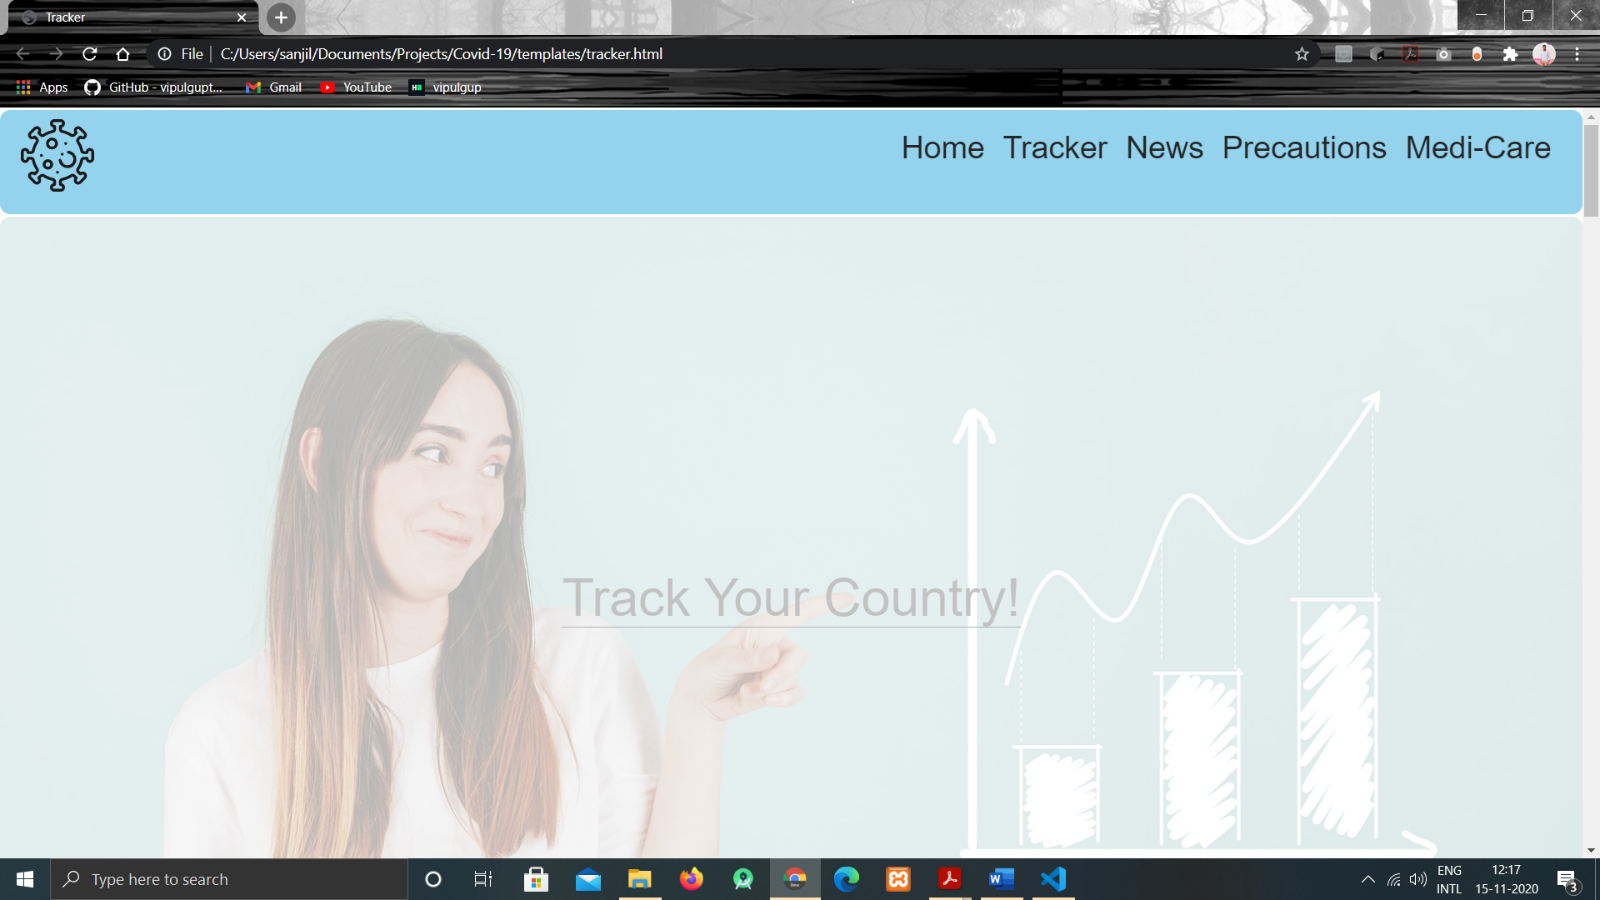 Tracker
File | C:/Users/sanjil/Documents/Projects/Covid-19/templates/tracker.html
Apps GitHub - vipulgupt... Gmail YouTube vipulgup
Home Tracker News Precautions Medi-Care
Track Your Country!
Type here to search
ENG 12:17
INTL 15-11-2020 3